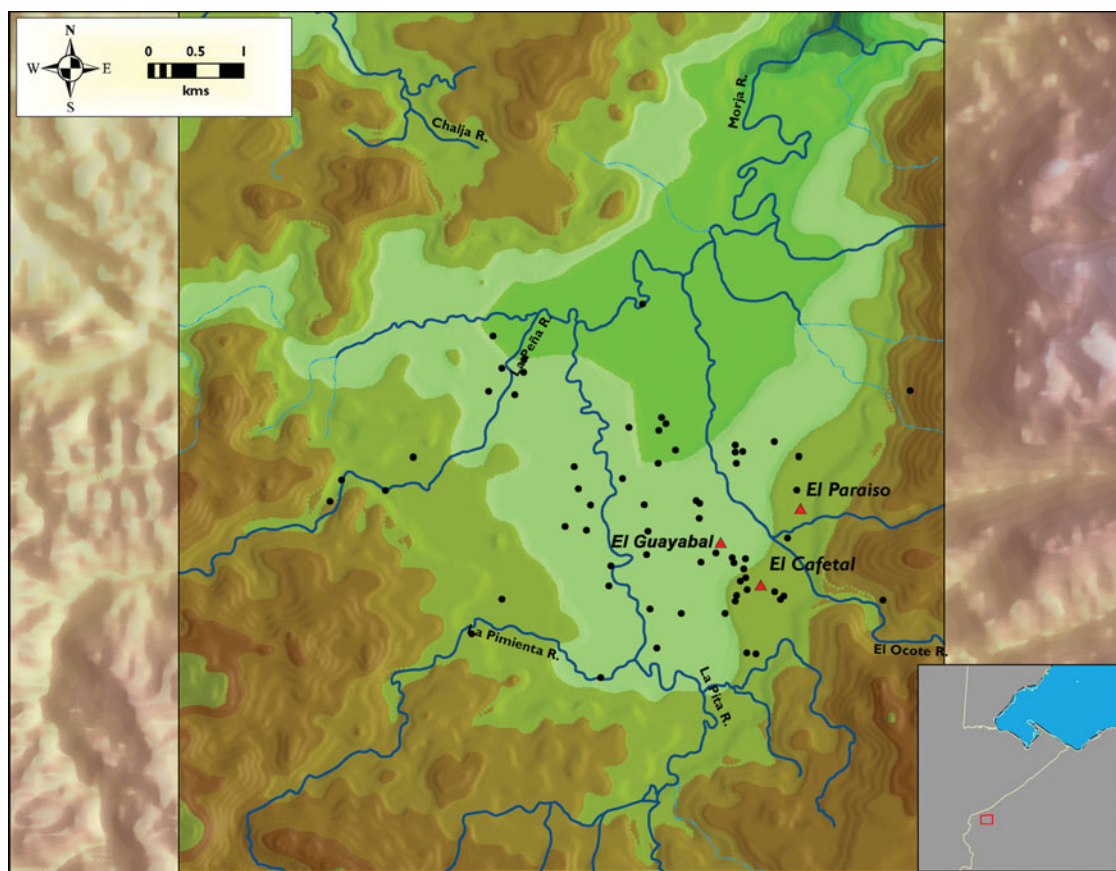 N
W E
S
0 0.5 1
kms
Chalja R.
Morja R.
La Peña R.
El Paraiso
El Guayabal
El Cafetal
La Pimienta R.
El Ocote R.
La Pita R.